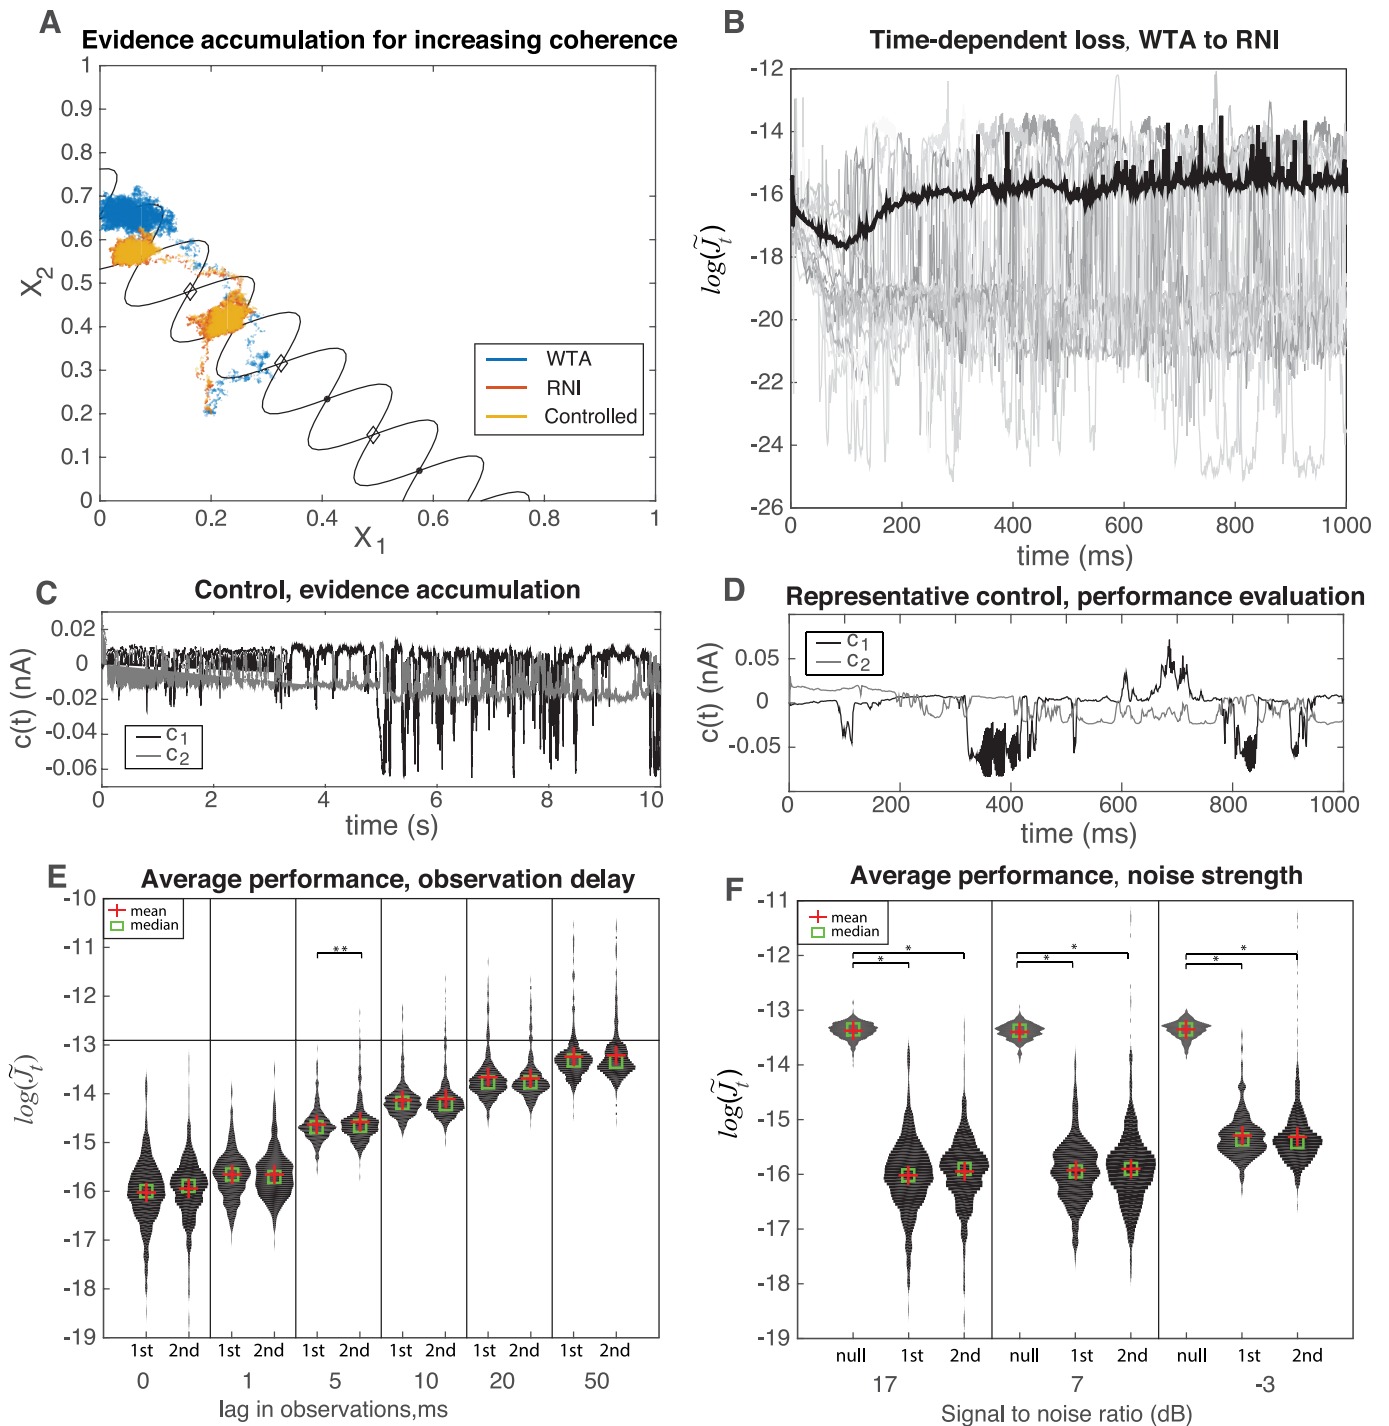 A
Evidence accumulation for increasing coherence
1
0.9
0.8
0.7
0.6
0.5
0.4
0.3
0.2
0.1
0
X2
0
0.2
0.4
0.6
0.8
1
X1
WTA
RNI
Controlled
B
Time-dependent loss, WTA to RNI
-12
-14
-16
-18
-20
-22
-24
-26
log(J̃t)
0
200
400
600
800
1000
time (ms)
C
Control, evidence accumulation
0.02
0
-0.02
-0.04
-0.06
c(t) (nA)
C1
C2
0
2
4
6
8
10
time (s)
D
Representative control, performance evaluation
0.05
0
-0.05
c(t) (nA)
C1
C2
0
200
400
600
800
1000
time (ms)
E
Average performance, observation delay
-10
-11
-12
-13
-14
-15
-16
-17
-18
-19
log(J̃t)
mean
median
**
1st 2nd 1st 2nd 1st 2nd 1st 2nd 1st 2nd 1st 2nd
0 1 5 10 20 50
lag in observations,ms
F
Average performance, noise strength
-11
-12
-13
-14
-15
-16
-17
-18
-19
log(J̃t)
mean
median
* * * * * *
null 1st 2nd null 1st 2nd null 1st 2nd
17 7 -3
Signal to noise ratio (dB)